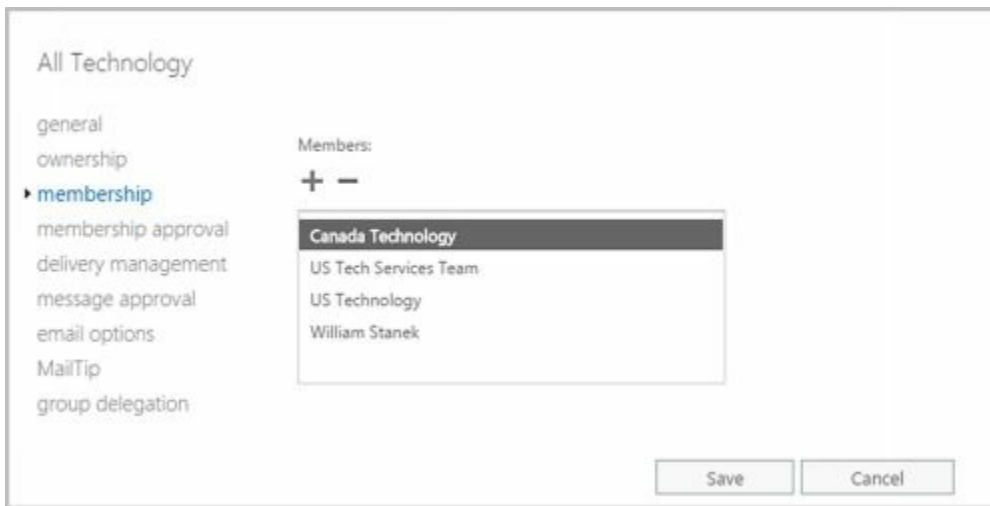 All Technology
general
ownership
membership
membership approval
delivery management
message approval
email options
MailTip
group delegation
Members:
Canada Technology
US Tech Services Team
US Technology
William Stanek
Save
Cancel